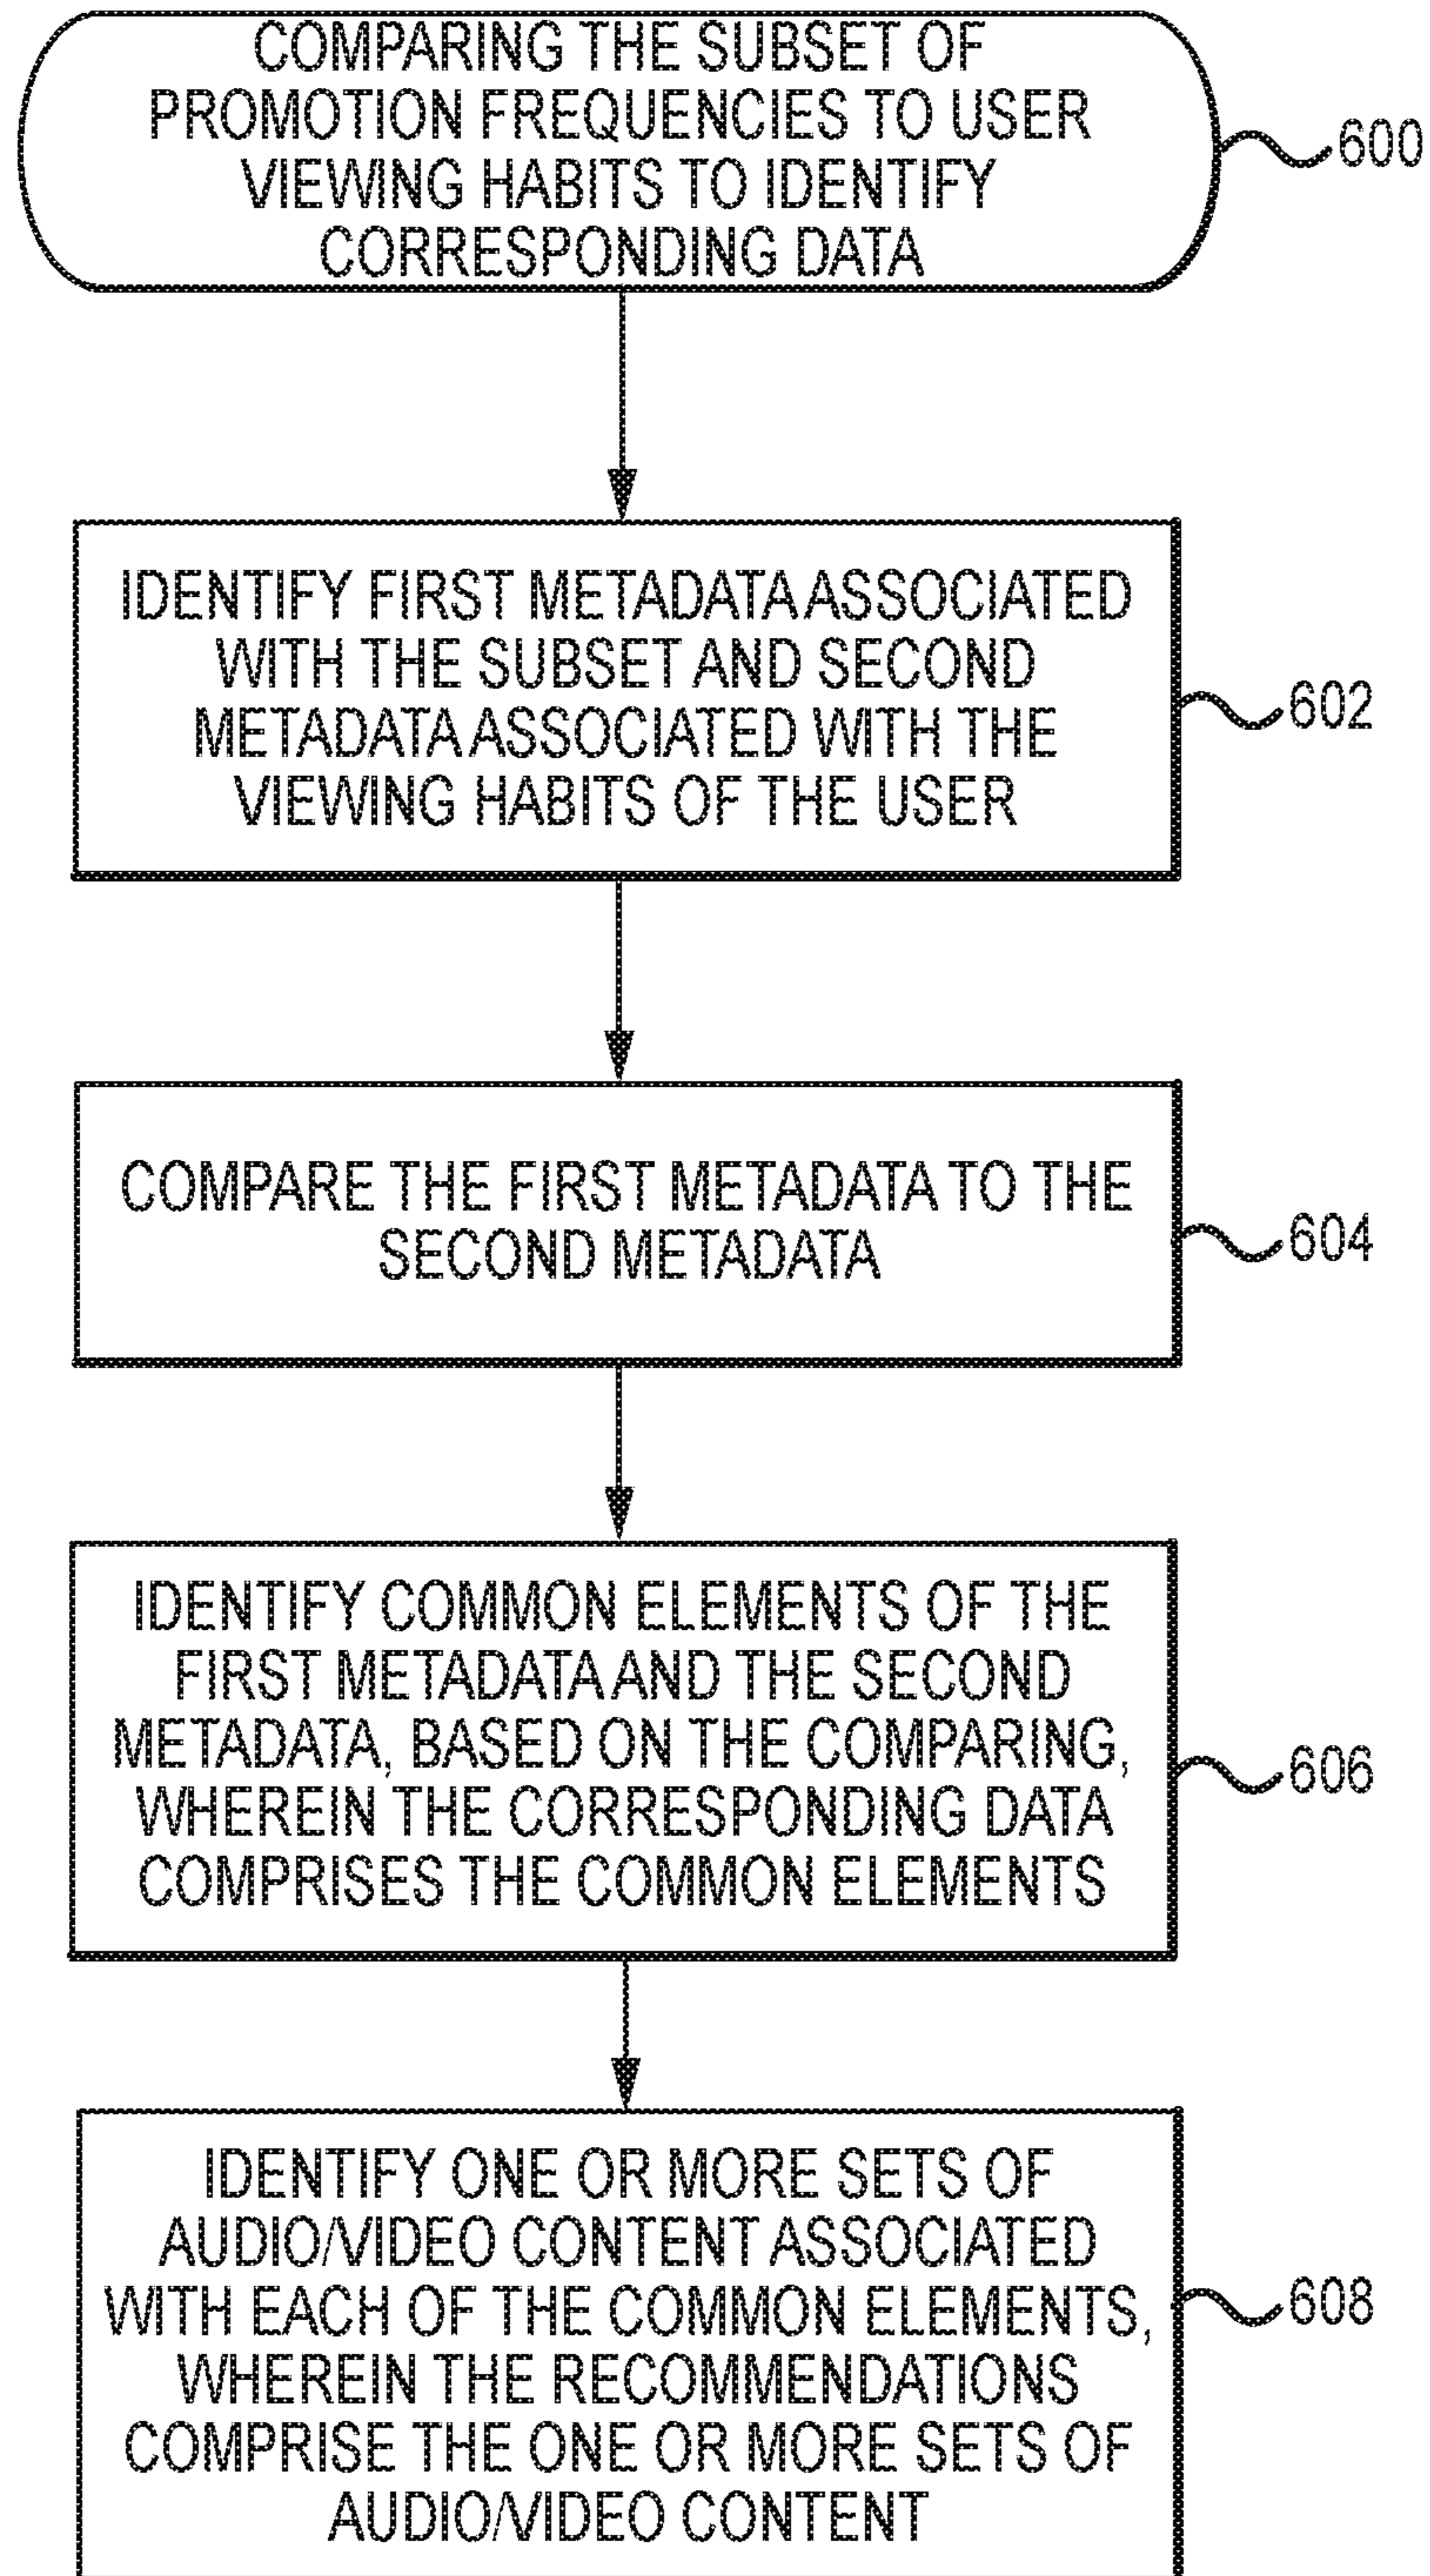 COMPARING THE SUBSET OF
PROMOTION FREQUENCIES TO USER
VIEWING HABITS TO IDENTIFY
CORRESPONDING DATA
600
IDENTIFY FIRST METADATA ASSOCIATED
WITH THE SUBSET AND SECOND
METADATA ASSOCIATED WITH THE
VIEWING HABITS OF THE USER
602
COMPARE THE FIRST METADATA TO THE
SECOND METADATA
604
IDENTIFY COMMON ELEMENTS OF THE
FIRST METADATA AND THE SECOND
METADATA, BASED ON THE COMPARING,
WHEREIN THE CORRESPONDING DATA
COMPRISES THE COMMON ELEMENTS
606
IDENTIFY ONE OR MORE SETS OF
AUDIO/VIDEO CONTENT ASSOCIATED
WITH EACH OF THE COMMON ELEMENTS,
WHEREIN THE RECOMMENDATIONS
COMPRISE THE ONE OR MORE SETS OF
AUDIO/VIDEO CONTENT
608